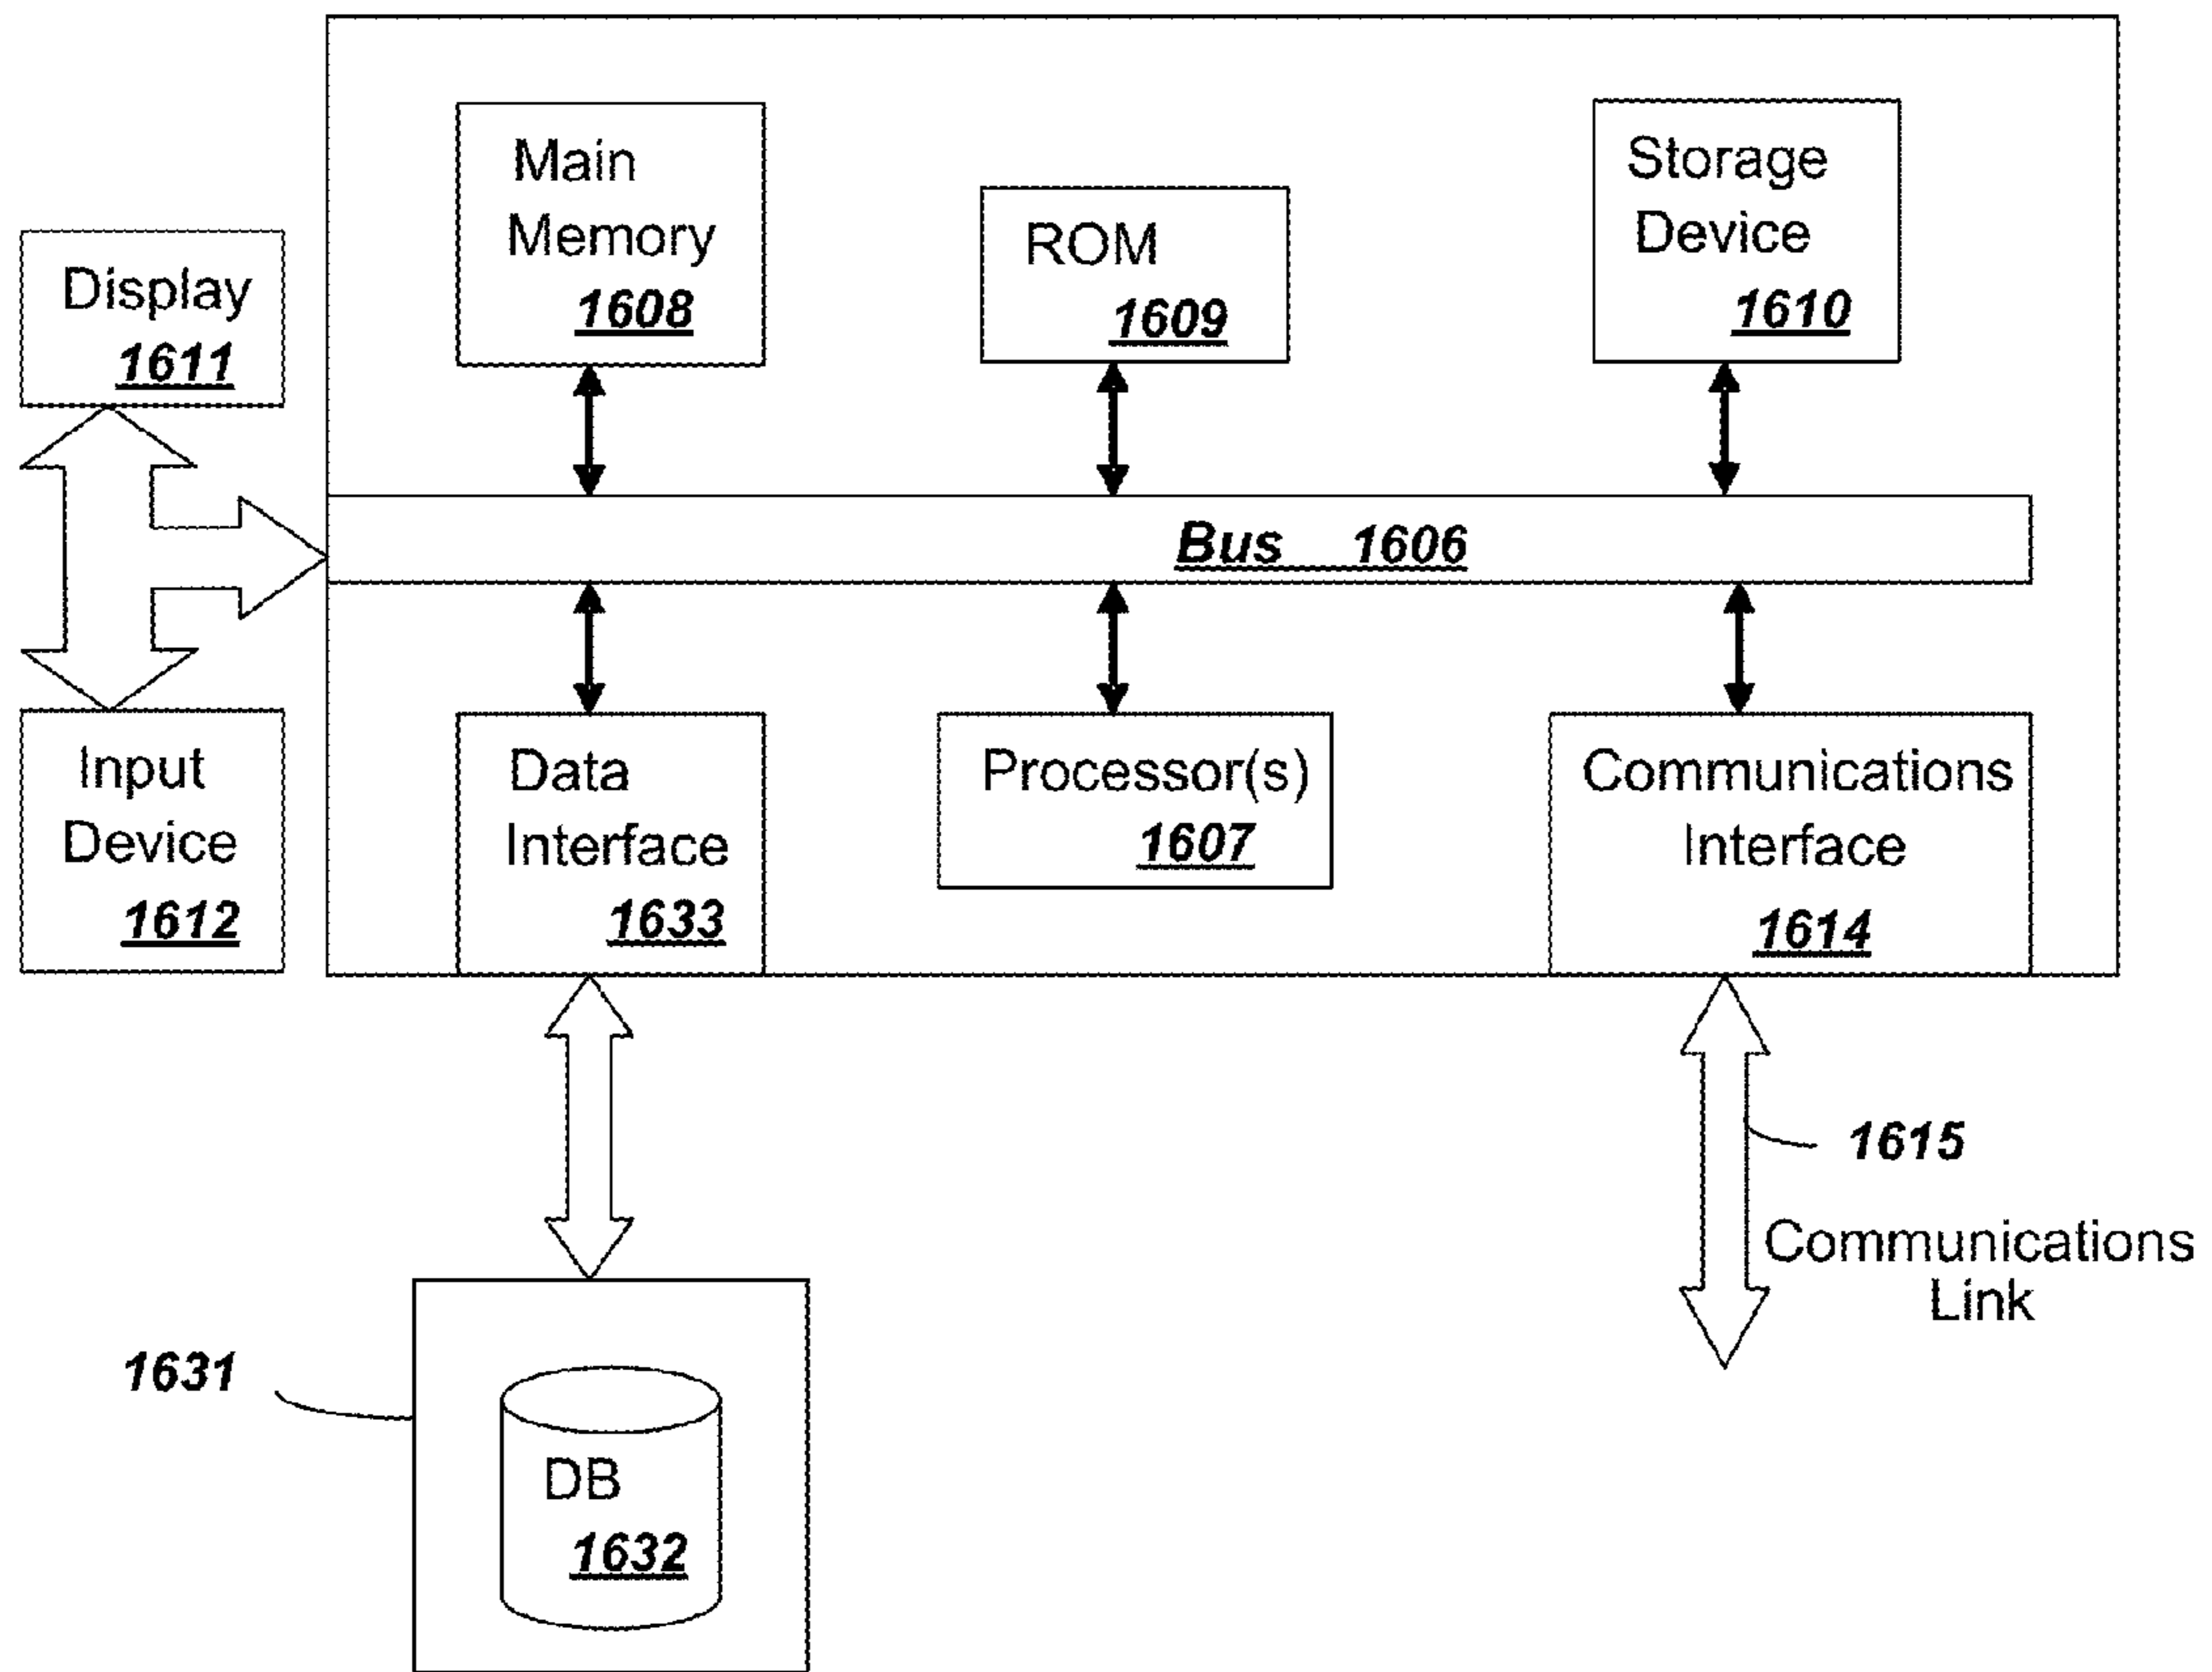 Main
Memory
1608
ROM
1609
Storage
Device
1610
Display
1611
Bus 1606
Input
Device
1612
Data
Interface
1633
Processor(s)
1607
Communications
Interface
1614
1615
Communications
Link
1631
DB
1632